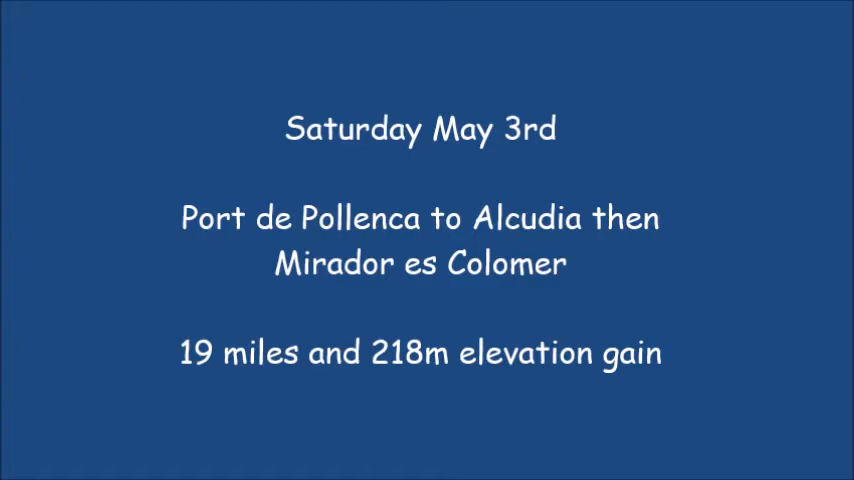 Saturday May 3rd
Port de Pollenca to Alcudia then
Mirador es Colomer
19 miles and 218m elevation gain